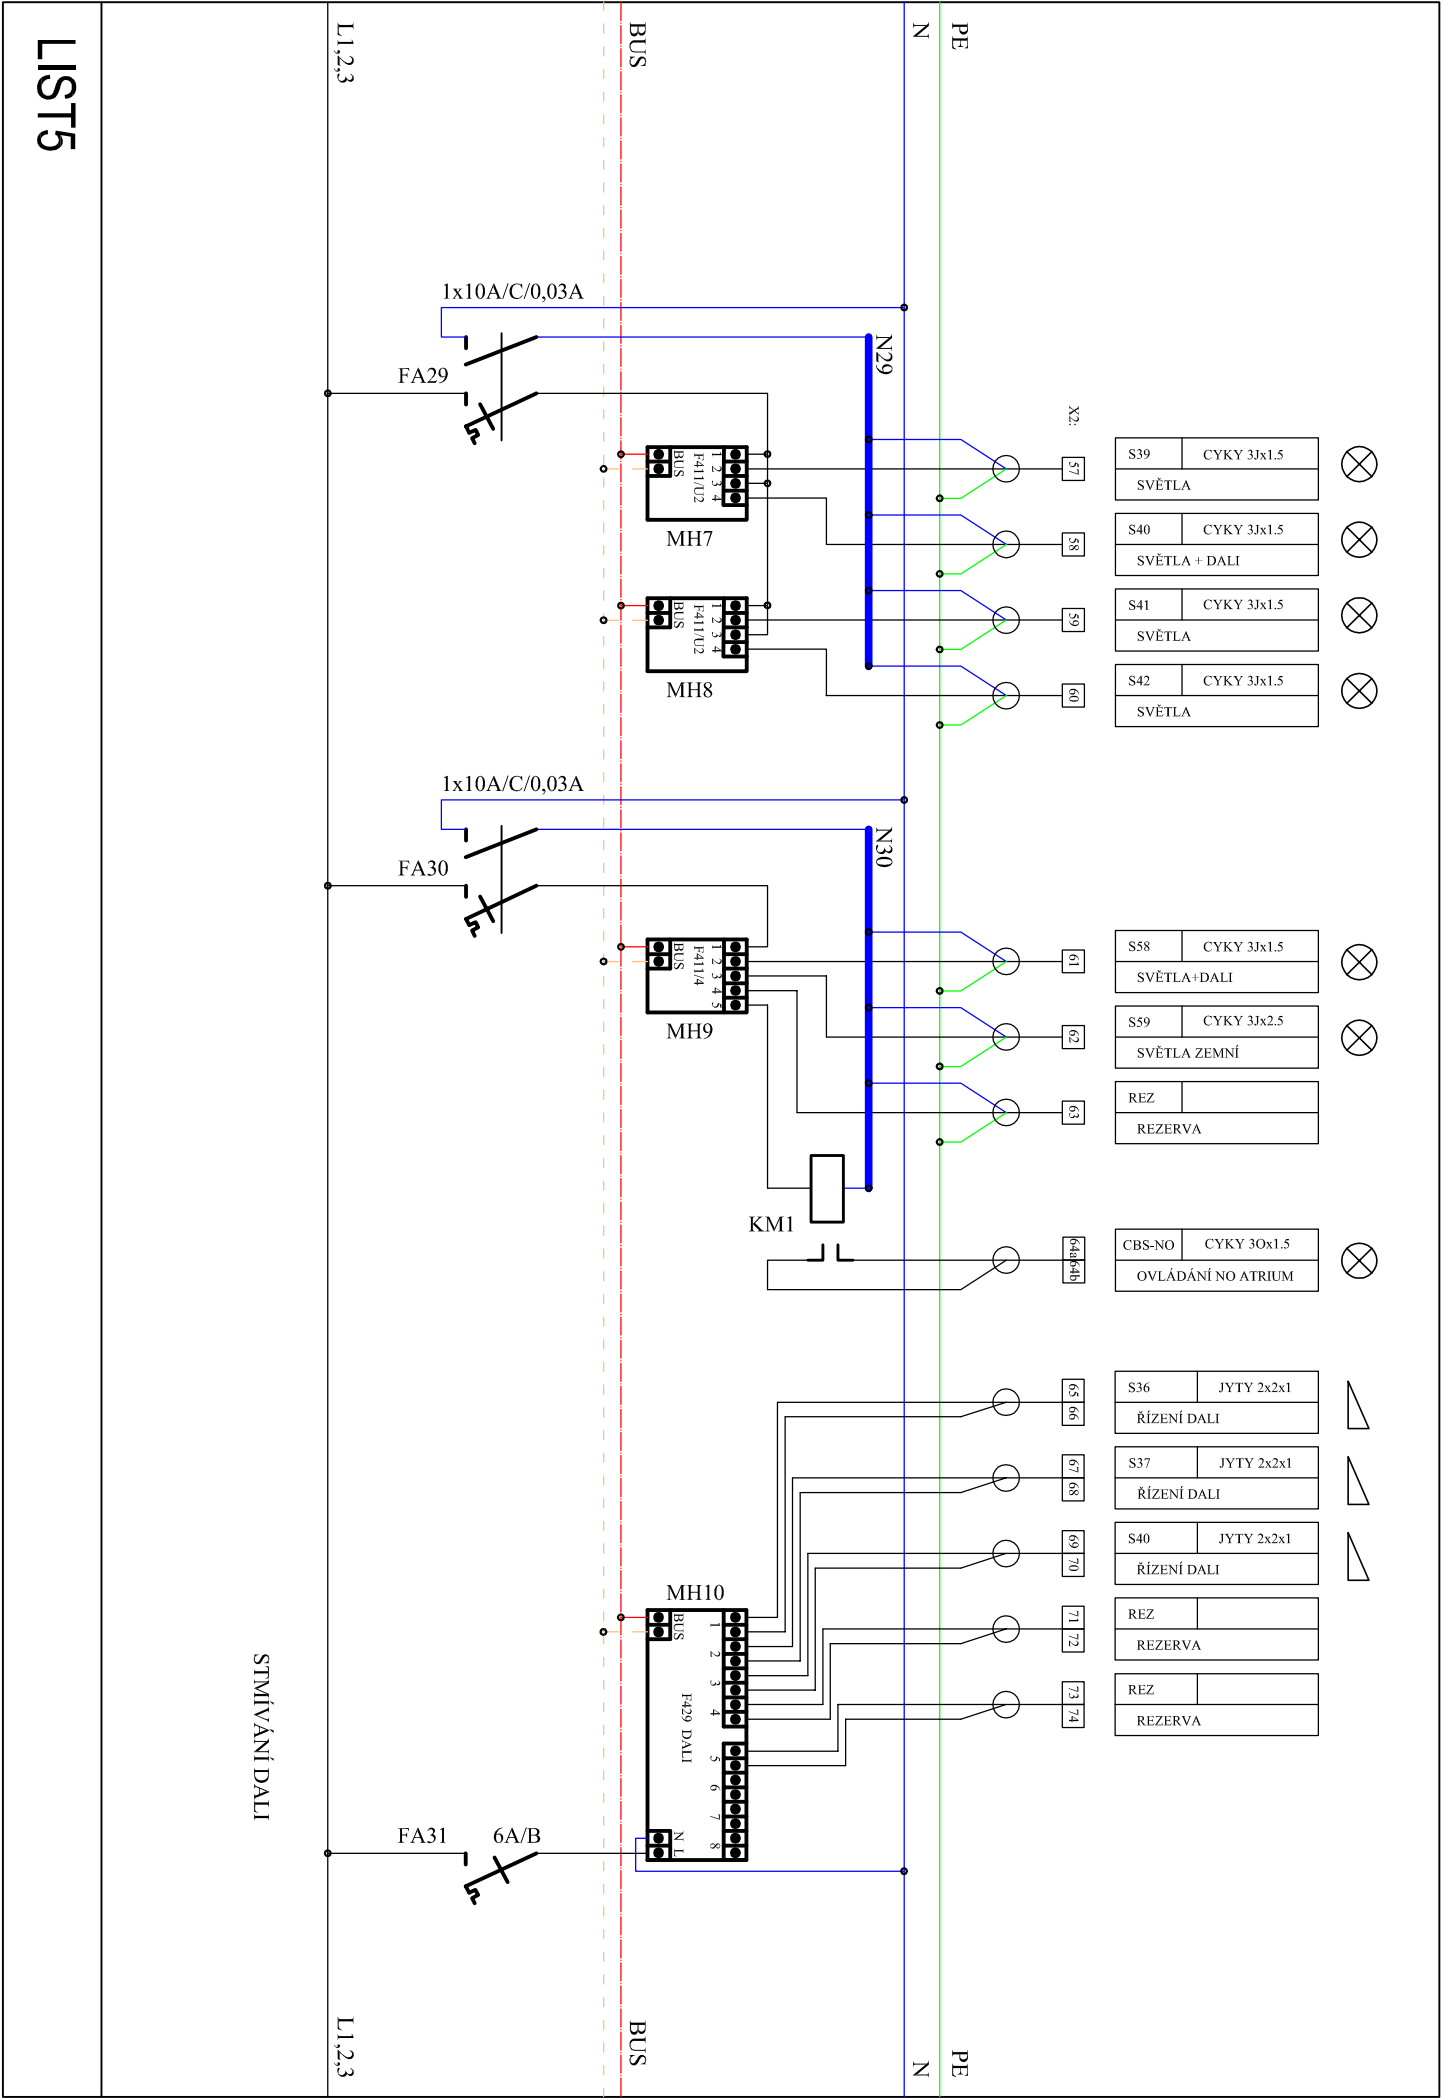 PE
N
BUS
L1,2,3
LIST5
1x10A/C/0,03A
N29
FA29
X2:
57
S39 CYKY 3Jx1.5
SVĚTLA
1 2 3 4
F411/U2
BUS
MH7
58
S40 CYKY 3Jx1.5
SVĚTLA + DALI
59
S41 CYKY 3Jx1.5
SVĚTLA
1 2 3 4
F411/U2
BUS
MH8
60
S42 CYKY 3Jx1.5
SVĚTLA
1x10A/C/0,03A
N30
FA30
61
S58 CYKY 3Jx1.5
SVĚTLA+DALI
1 2 3 4 5
F411/4
BUS
MH9
62
S59 CYKY 3Jx2.5
SVĚTLA ZEMNÍ
63
REZ
REZERVA
KM1
64a 64b
CBS-NO CYKY 3Ox1.5
OVLÁDÁNÍ NO ATRIUM
65 66
S36 JYTY 2x2x1
ŘÍZENÍ DALI
67 68
S37 JYTY 2x2x1
ŘÍZENÍ DALI
69 70
S40 JYTY 2x2x1
ŘÍZENÍ DALI
71 72
REZ
REZERVA
73 74
REZ
REZERVA
MH10
BUS
1 2 3 4 5 6 7 8
F429 DALI
N L
STMÍVÁNÍ DALI
FA31
6A/B
PE
N
BUS
L1,2,3